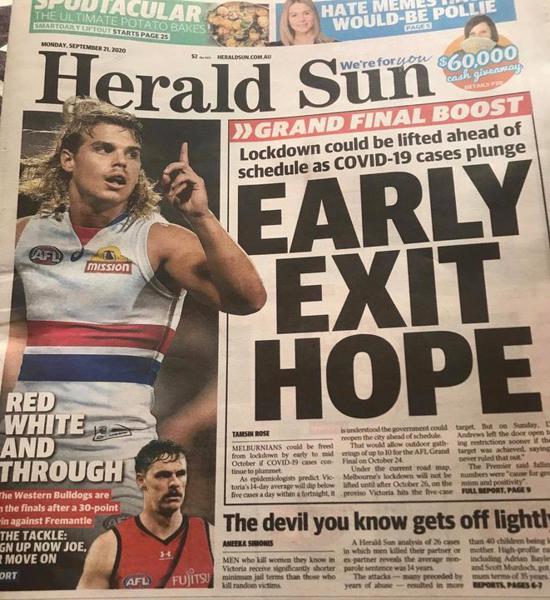 SPUDTACULAR
THE ULTIMATE POTATO BAKES
SMARTDAILY LIFTOUT STARTS PAGE 25
HATE MEMES
WOULD-BE POLLIE
PAGE 5
MONDAY, SEPTEMBER 21, 2020
$2
HERALDSUN.COM.AU
We're for you
$60,000
cash giveaway
Herald Sun
GRAND FINAL BOOST
Lockdown could be lifted ahead of
schedule as COVID-19 cases plunge
EARLY
EXIT
HOPE
AFL
MISSION
RED
WHITE
AND
THROUGH
The Western Bulldogs are
the finals after a 30-point
against Fremantle
THE TACKLE:
UP NOW JOE,
MOVE ON
AFL
FUJITSU
TAMSIN ROSE
MELBURNIANS could be freed
from lockdown by early to mid
October if COVID-19 cases con-
tinue to plummet.
As epidemiologists predict Vic-
toria's 14-day average will dip below
five cases a day within a fortnight, it
is understood the government could
reopen the city ahead of schedule.
That would allow outdoor gath-
erings of up to 10 for the AFL Grand
Final on October 24.
Under the current road map,
Melbourne's lockdown will not be
lifted until after October 26, on the
proviso Victoria hits the five-case
target. But on Sunday,
Andrews left the door open
ing restrictions sooner if
target was achieved, saying
never ruled that out."
The Premier said
numbers were "cause for
mism and positivity".
FULL REPORT, PAGE 9
The devil you know gets off lightly
ANEEKA SIMONIS
MEN who kill women they know in
Victoria receive significantly shorter
minimum jail terms than those who
kill random victims.
A Herald Sun analysis of 26 cases
in which men killed their partner or
ex-partner reveals the average non-
parole sentence was 14 years.
The attacks — many preceded by
years of abuse — resulted in more
than 40 children being
mother. High-profile
including Adrian
and Scott Murdoch, got
mum terms of 35 years.
REPORTS, PAGES 6-7